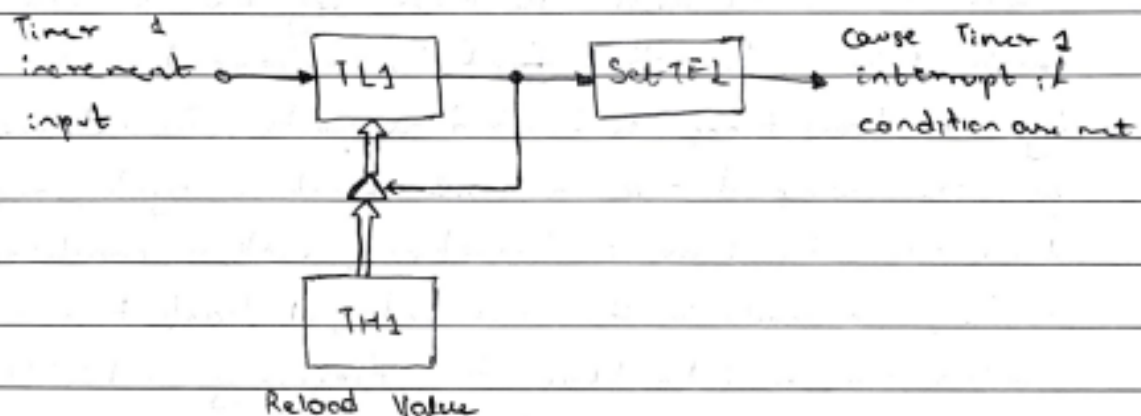 Timer 1
increment
input
TL1
Set TF1
cause Timer 1
interrupt if
condition are met
TH1
Reload Value